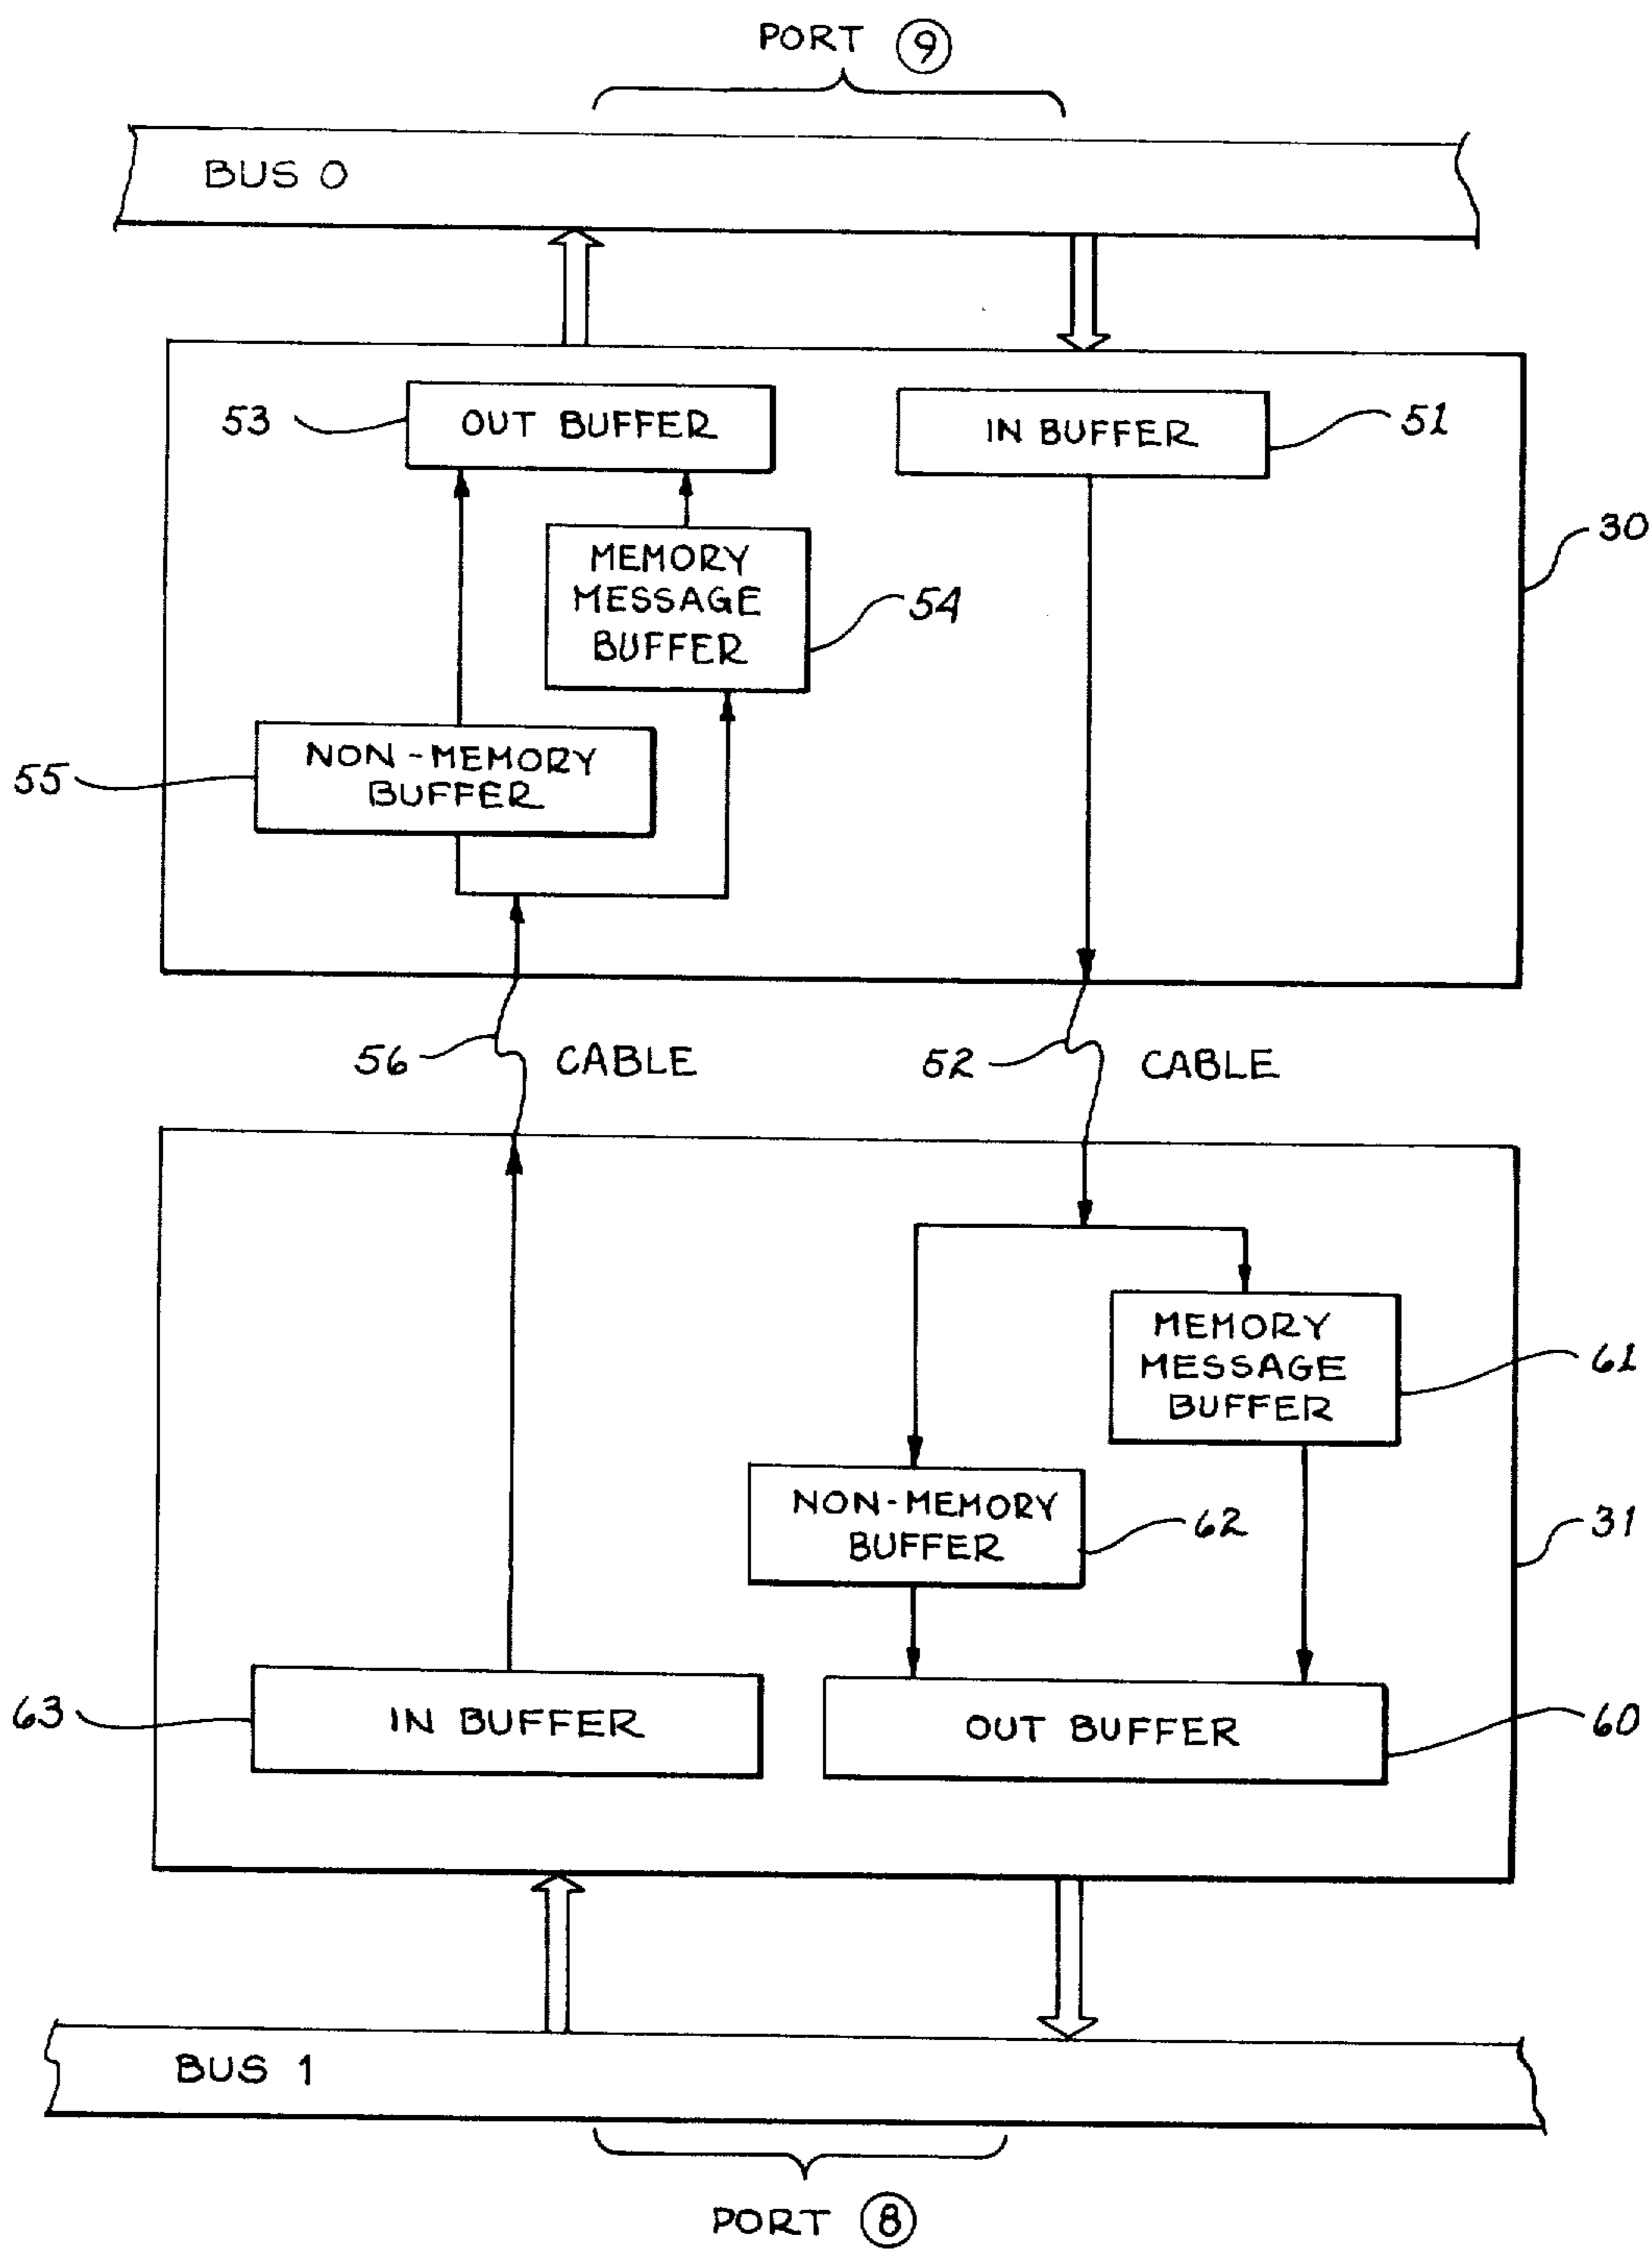 PORT 9
BUS 0
53
OUT BUFFER
IN BUFFER
51
30
MEMORY
MESSAGE
BUFFER
54
55
NON-MEMORY
BUFFER
56
CABLE
52
CABLE
MEMORY
MESSAGE
BUFFER
61
NON-MEMORY
BUFFER
62
31
63
IN BUFFER
OUT BUFFER
60
BUS 1
PORT 8